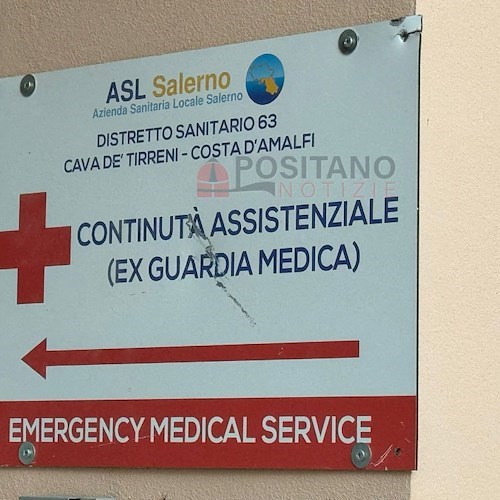 ASL Salerno
Azienda Sanitaria Locale Salerno
DISTRETTO SANITARIO 63
CAVA DE' TIRRENI - COSTA D'AMALFI
POSITANO
NOTIZIE
CONTINUTÀ ASSISTENZIALE
(EX GUARDIA MEDICA)
EMERGENCY MEDICAL SERVICE